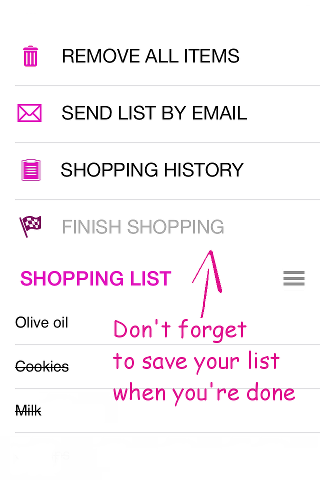 REMOVE ALL ITEMS
SEND LIST BY EMAIL
SHOPPING HISTORY
FINISH SHOPPING
SHOPPING LIST
Olive oil
Cookies
Milk
Don't forget
to save your list
when you're done